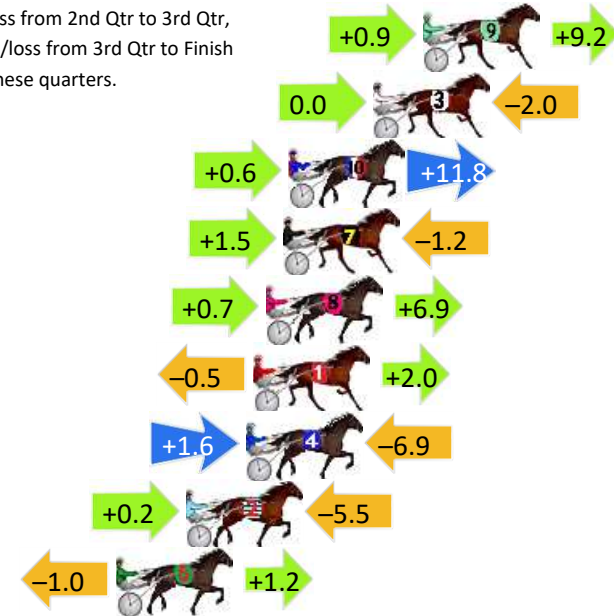 ss from 2nd Qtr to 3rd Qtr,
/loss from 3rd Qtr to Finish
hese quarters.
+0.9 9 +9.2
0.0 3 –2.0
+0.6 10 +11.8
+1.5 7 –1.2
+0.7 8 +6.9
–0.5 1 +2.0
+1.6 4 –6.9
+0.2 2 –5.5
–1.0 +1.2